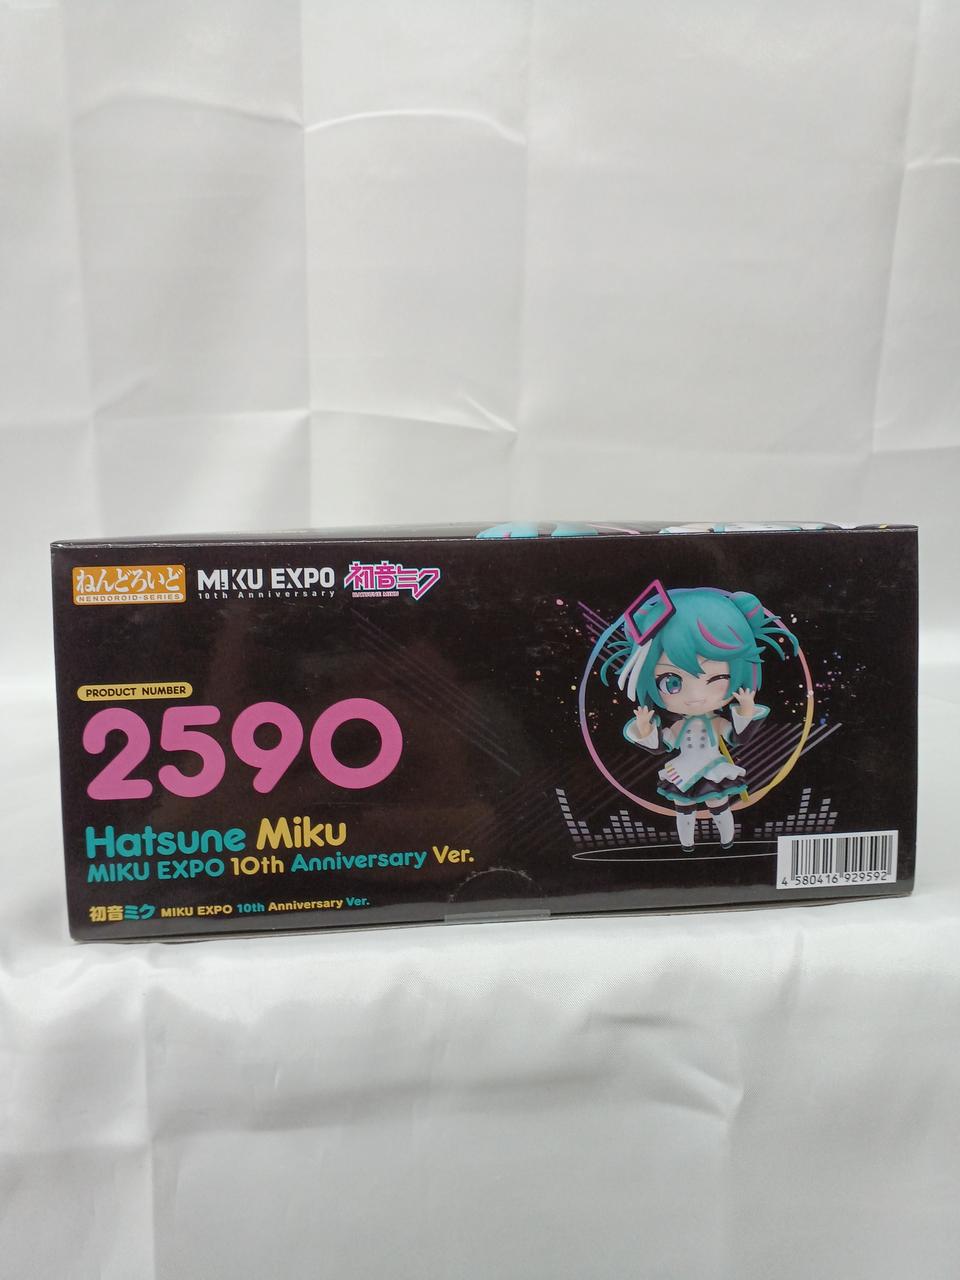 ねんどろいど
NENDOROID-SERIES
MIKU EXPO
10th Anniversary
初音ミク
HATSUNE MIKU
PRODUCT NUMBER
2590
Hatsune Miku
MIKU EXPO 10th Anniversary Ver.
初音ミク MIKU EXPO 10th Anniversary Ver.
4 580416 929592